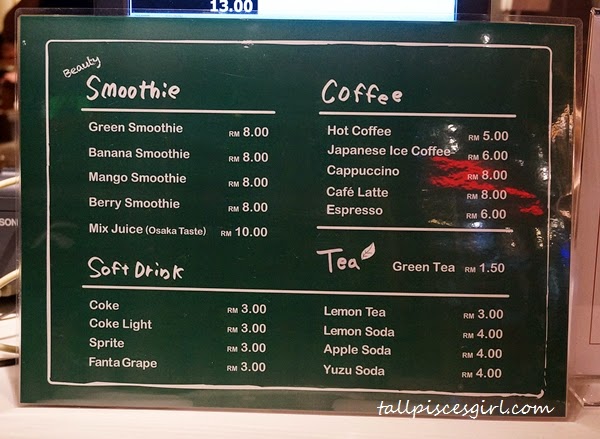 13.00
Beauty
Smoothie
Green Smoothie RM 8.00
Banana Smoothie RM 8.00
Mango Smoothie RM 8.00
Berry Smoothie RM 8.00
Mix Juice (Osaka Taste) RM 10.00
Coffee
Hot Coffee RM 5.00
Japanese Ice Coffee RM 6.00
Cappuccino RM 8.00
Café Latte RM 8.00
Espresso RM 6.00
Tea
Green Tea RM 1.50
Soft Drink
Coke RM 3.00
Coke Light RM 3.00
Sprite RM 3.00
Fanta Grape RM 3.00
Lemon Tea RM 3.00
Lemon Soda RM 4.00
Apple Soda RM 4.00
Yuzu Soda RM 4.00
tallpiscesgirl.com